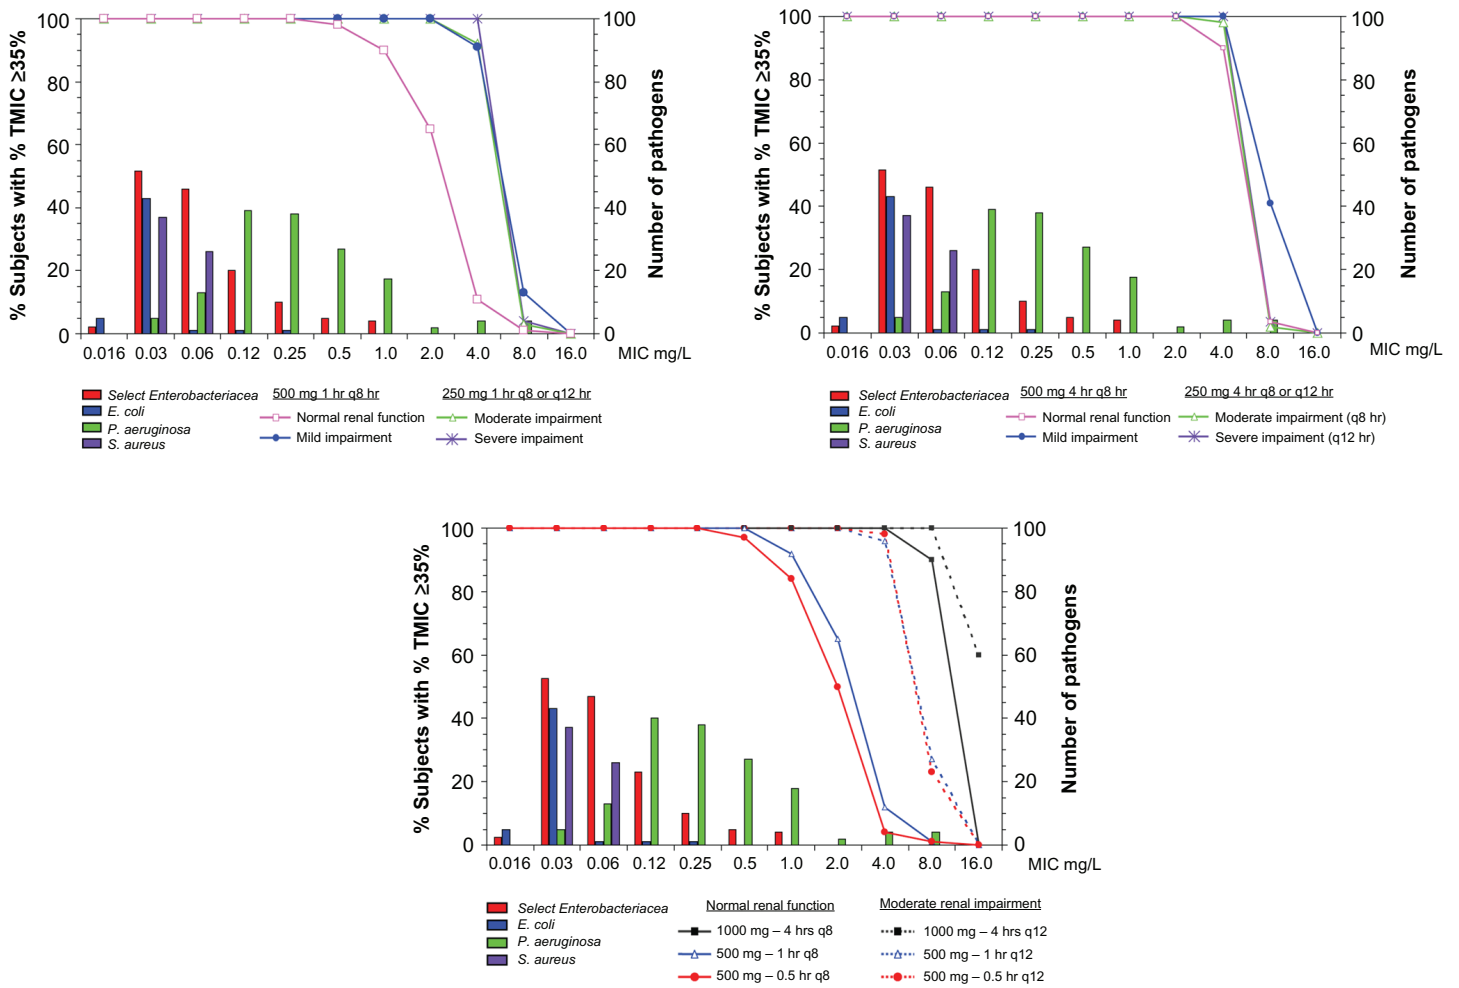 % Subjects with % TMIC ≥35%
100
80
60
40
20
0
100
80
60
40
20
0
Number of pathogens
0.016 0.03 0.06 0.12 0.25 0.5 1.0 2.0 4.0 8.0 16.0 MIC mg/L
Select Enterobacteriacea
E. coli
P. aeruginosa
S. aureus
500 mg 1 hr q8 hr
Normal renal function
Mild impairment
250 mg 1 hr q8 or q12 hr
Moderate impairment
Severe impaiment
% Subjects with % TMIC ≥35%
100
80
60
40
20
0
100
80
60
40
20
0
Number of pathogens
0.016 0.03 0.06 0.12 0.25 0.5 1.0 2.0 4.0 8.0 16.0 MIC mg/L
Select Enterobacteriacea
E. coli
P. aeruginosa
S. aureus
500 mg 4 hr q8 hr
Normal renal function
Mild impairment
250 mg 4 hr q8 or q12 hr
Moderate impairment (q8 hr)
Severe impaiment (q12 hr)
% Subjects with % TMIC ≥35%
100
80
60
40
20
0
100
80
60
40
20
0
Number of pathogens
0.016 0.03 0.06 0.12 0.25 0.5 1.0 2.0 4.0 8.0 16.0 MIC mg/L
Select Enterobacteriacea
E. coli
P. aeruginosa
S. aureus
Normal renal function
1000 mg – 4 hrs q8
500 mg – 1 hr q8
500 mg – 0.5 hr q8
Moderate renal impairment
1000 mg – 4 hrs q12
500 mg – 1 hr q12
500 mg – 0.5 hr q12